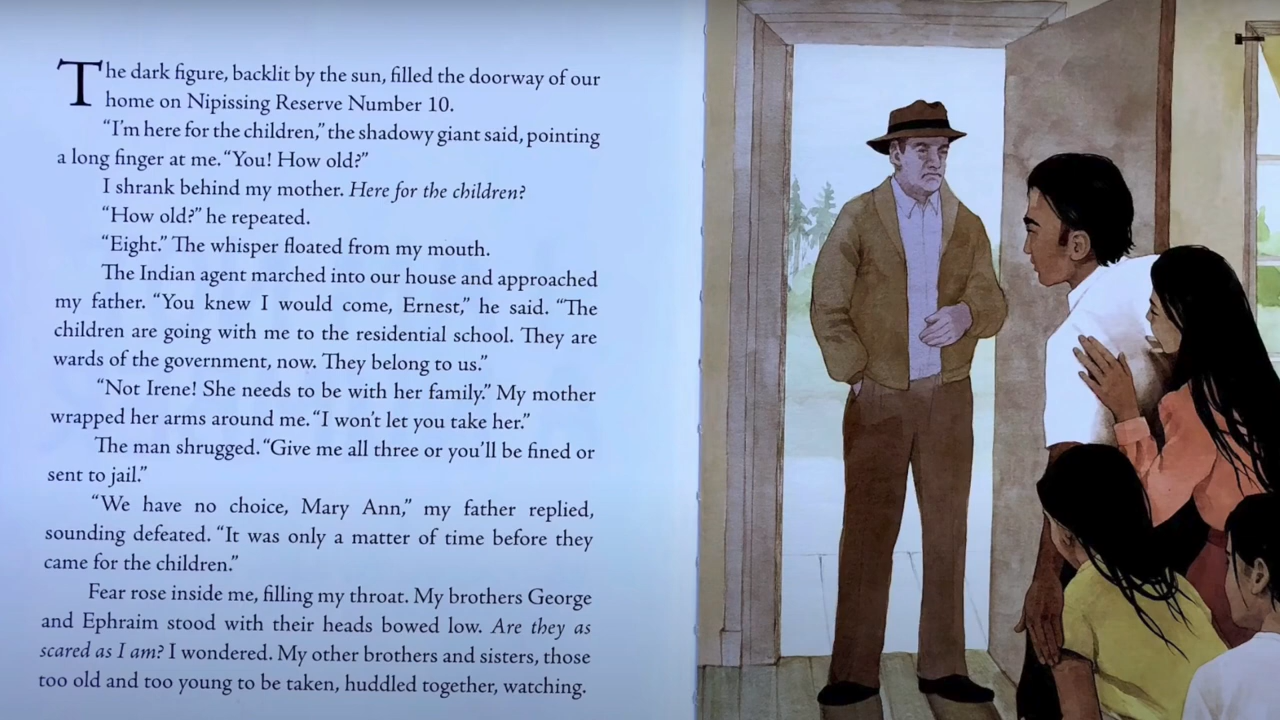 The dark figure, backlit by the sun, filled the doorway of our
home on Nipissing Reserve Number 10.
“I’m here for the children,” the shadowy giant said, pointing
a long finger at me. “You! How old?”
I shrank behind my mother. Here for the children?
“How old?” he repeated.
“Eight.” The whisper floated from my mouth.
The Indian agent marched into our house and approached
my father. “You knew I would come, Ernest,” he said. “The
children are going with me to the residential school. They are
wards of the government, now. They belong to us.”
“Not Irene! She needs to be with her family.” My mother
wrapped her arms around me. “I won’t let you take her.”
The man shrugged. “Give me all three or you’ll be fined or
sent to jail.”
“We have no choice, Mary Ann,” my father replied,
sounding defeated. “It was only a matter of time before they
came for the children.”
Fear rose inside me, filling my throat. My brothers George
and Ephraim stood with their heads bowed low. Are they as
scared as I am? I wondered. My other brothers and sisters, those
too old and too young to be taken, huddled together, watching.